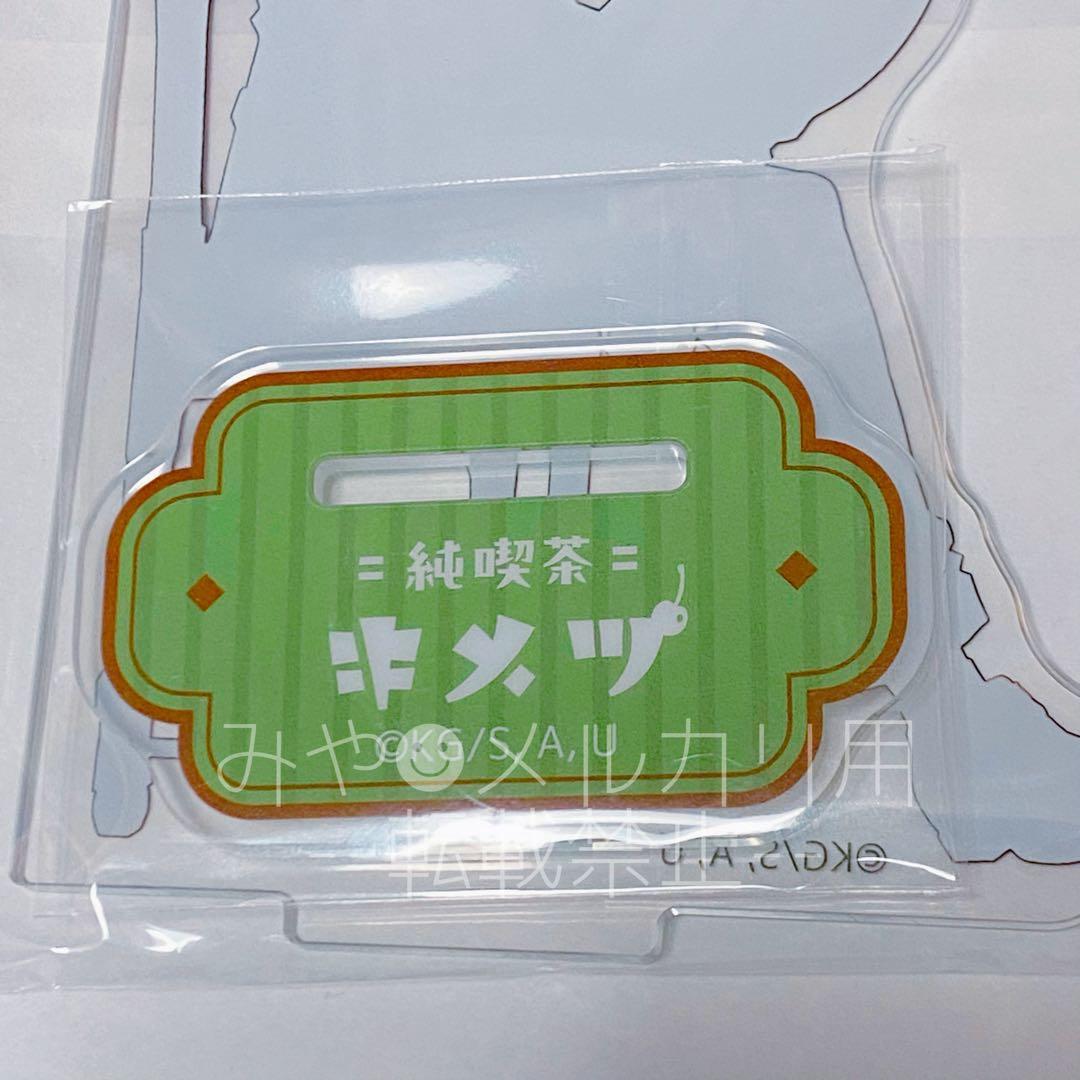 =純喫茶=
キメツ
©KG/S, A, U
みや メルカリ用
転載禁止
©KG/S, A, U